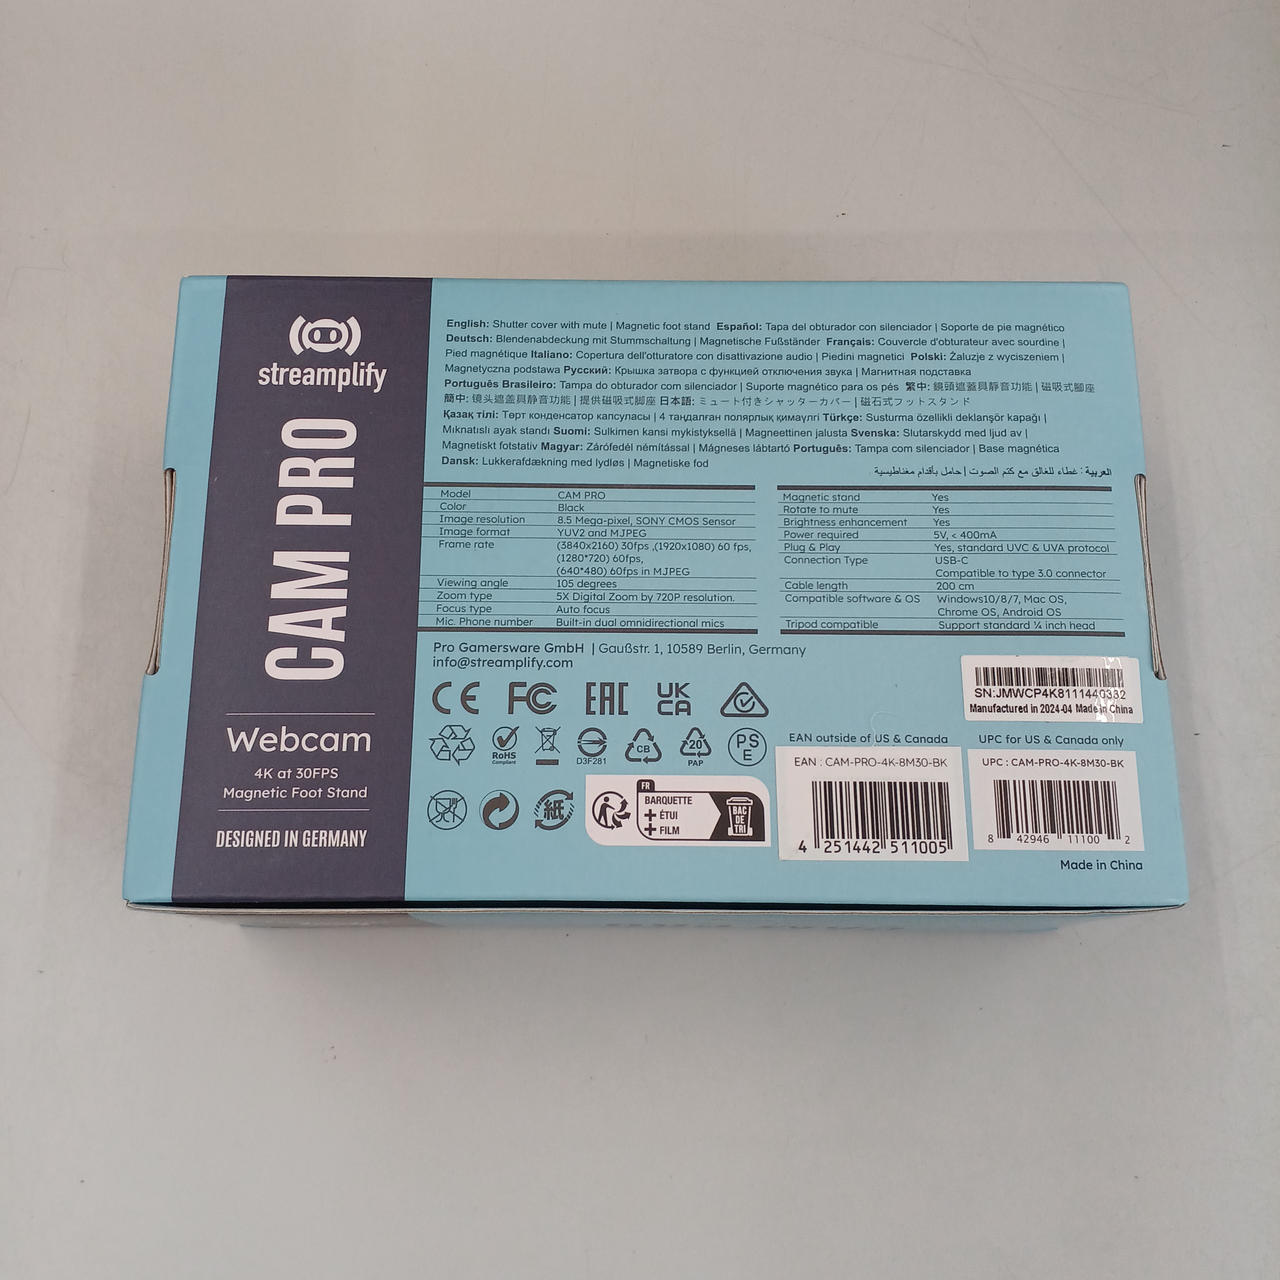 streamplify
CAM PRO
Webcam
4K at 30FPS
Magnetic Foot Stand
DESIGNED IN GERMANY
English: Shutter cover with mute | Magnetic foot stand Español: Tapa del obturador con silenciador | Soporte de pie magnético
Deutsch: Blendenabdeckung mit Stummschaltung | Magnetische Fußständer Français: Couvercle d'obturateur avec sourdine |
Pied magnétique Italiano: Copertura dell'otturatore con disattivazione audio | Piedini magnetici Polski: Żaluzje z wyciszeniem |
Magnetyczna podstawa Русский: Крышка затвора с функцией отключения звука | Магнитная подставка
Português Brasileiro: Tampa do obturador com silenciador | Suporte magnético para os pés 繁中: 鏡頭遮蓋具靜音功能 | 磁吸式腳座
簡中: 镜头遮盖具静音功能 | 提供磁吸式脚座 日本語: ミュート付きシャッターカバー | 磁石式フットスタンド
Қазақ тілі: Төрт конденсатор капсуласы | 4 таңдалған полярлық қимаүлгі Türkçe: Susturma özellikli deklanşör kapağı |
Mıknatıslı ayak standı Suomi: Sulkimen kansi mykistyksellä | Magneettinen jalusta Svenska: Slutarskydd med ljud av |
Magnetiskt fotstativ Magyar: Zárófedél némítással | Mágneses lábtartó Português: Tampa com silenciador | Base magnética
Dansk: Lukkerafdækning med lydløs | Magnetiske fod
العربية : غطاء للغالق مع كتم الصوت | حامل بأقدام مغناطيسية
Model CAM PRO
Color Black
Image resolution 8.5 Mega-pixel, SONY CMOS Sensor
Image format YUV2 and MJPEG
Frame rate (3840x2160) 30fps ,(1920x1080) 60 fps,
(1280*720) 60fps,
(640*480) 60fps in MJPEG
Viewing angle 105 degrees
Zoom type 5X Digital Zoom by 720P resolution.
Focus type Auto focus
Mic. Phone number Built-in dual omnidirectional mics
Magnetic stand Yes
Rotate to mute Yes
Brightness enhancement Yes
Power required 5V, < 400mA
Plug & Play Yes, standard UVC & UVA protocol
Connection Type USB-C
Compatible to type 3.0 connector
Cable length 200 cm
Compatible software & OS Windows10/8/7, Mac OS,
Chrome OS, Android OS
Tripod compatible Support standard ¼ inch head
Pro Gamersware GmbH | Gaußstr. 1, 10589 Berlin, Germany
info@streamplify.com
SN:JMWCP4K8111440332
Manufactured in 2024-04 Made in China
CE FC EAC UK
CA
RoHS
Compliant
D3F281
CB
20
PAP
PS
E
紙
FR
BARQUETTE
+ ÉTUI
+ FILM
BAC
DE
TRI
EAN outside of US & Canada
EAN : CAM-PRO-4K-8M30-BK
4 251442 511005
UPC for US & Canada only
UPC : CAM-PRO-4K-8M30-BK
8 42946 11100 2
Made in China